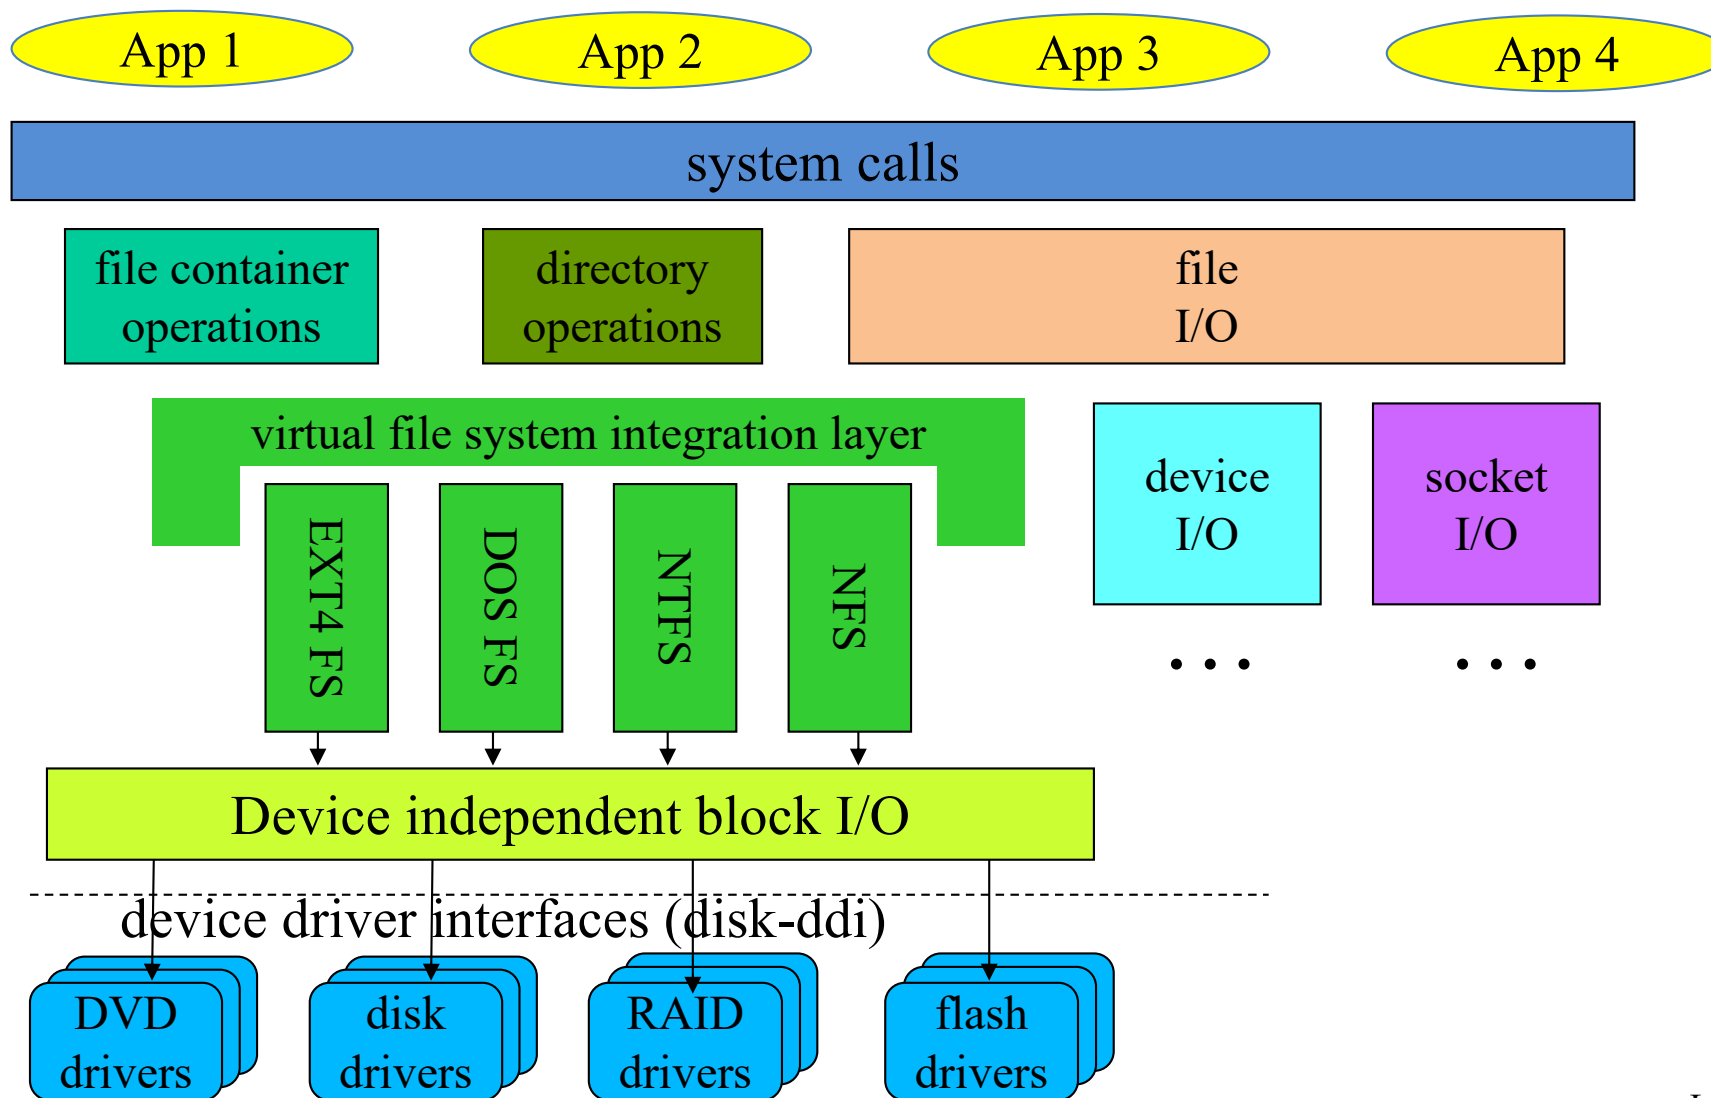 App 1
App 2
App 3
App 4
system calls
file container
operations
directory
operations
file
I/O
virtual file system integration layer
device
I/O
socket
I/O
EXT4 FS
DOS FS
NTFS
NFS
...
...
Device independent block I/O
device driver interfaces (disk-ddi)
DVD
drivers
disk
drivers
RAID
drivers
flash
drivers